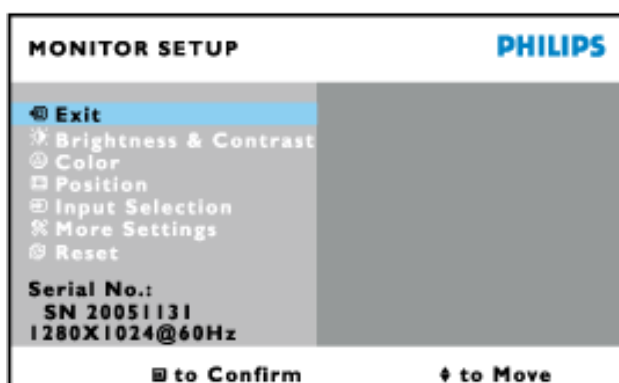 MONITOR SETUP PHILIPS
Exit
Brightness & Contrast
Color
Position
Input Selection
More Settings
Reset
Serial No.:
SN 20051131
1280X1024@60Hz
to Confirm to Move